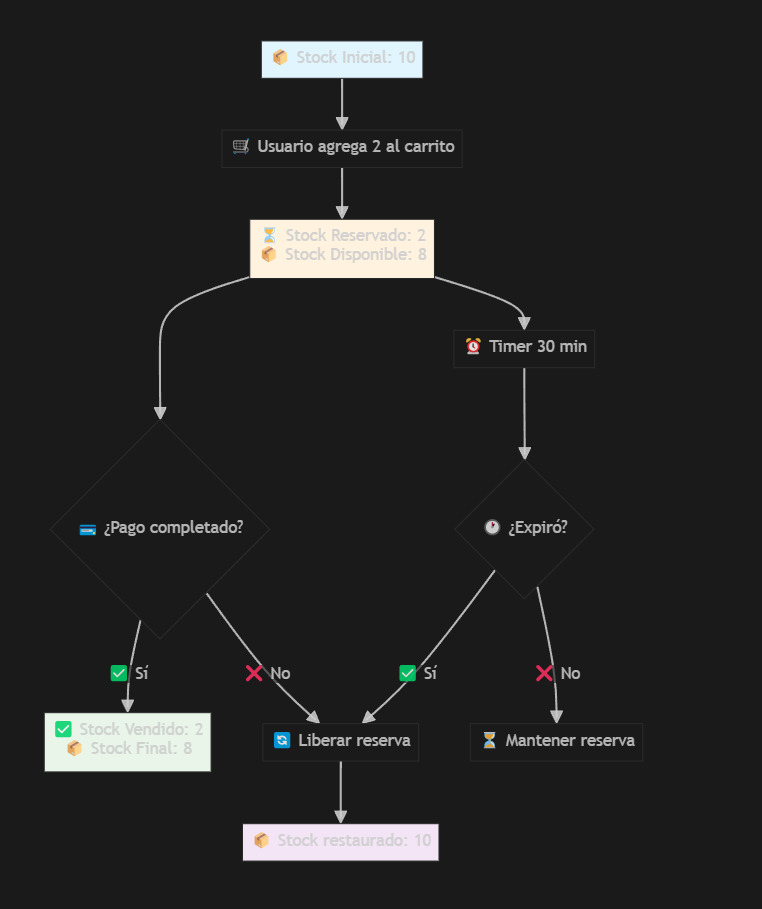 📦 Stock Inicial: 10
🛒 Usuario agrega 2 al carrito
⏳ Stock Reservado: 2
📦 Stock Disponible: 8
⏰ Timer 30 min
💳 ¿Pago completado?
🕐 ¿Expiró?
✅ Sí
❌ No
✅ Sí
❌ No
✅ Stock Vendido: 2
📦 Stock Final: 8
🔄 Liberar reserva
⏳ Mantener reserva
📦 Stock restaurado: 10